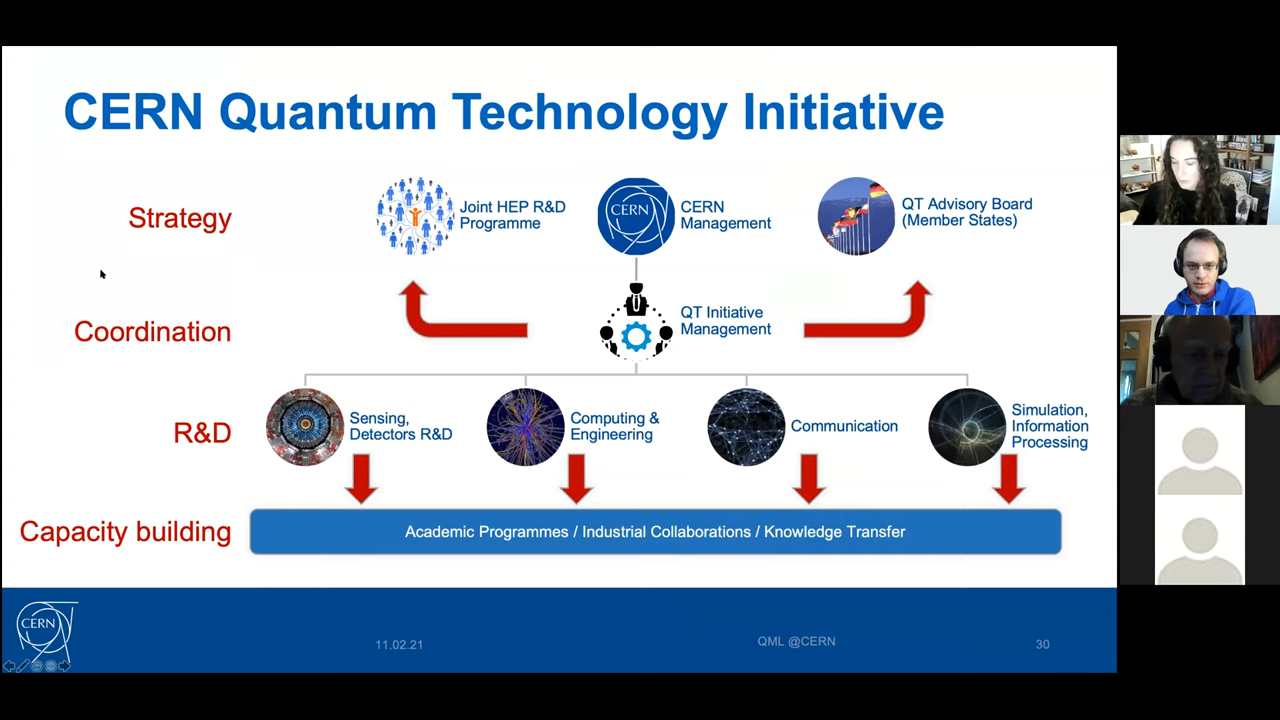 CERN Quantum Technology Initiative
Strategy
Joint HEP R&D
Programme
CERN
CERN
Management
QT Advisory Board
(Member States)
Coordination
QT Initiative
Management
R&D
Sensing,
Detectors R&D
Computing &
Engineering
Communication
Simulation,
Information
Processing
Capacity building
Academic Programmes / Industrial Collaborations / Knowledge Transfer
CERN
11.02.21
QML @CERN
30